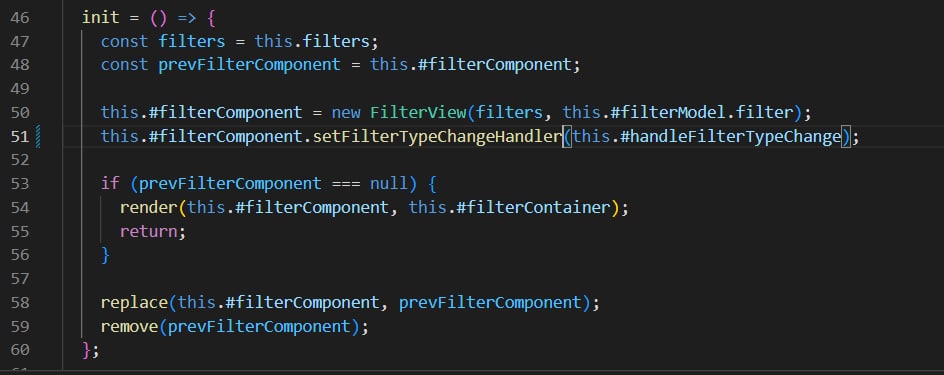 46 init = () => {
47 const filters = this.filters;
48 const prevFilterComponent = this.#filterComponent;
49
50 this.#filterComponent = new FilterView(filters, this.#filterModel.filter);
51 this.#filterComponent.setFilterTypeChangeHandler(this.#handleFilterTypeChange);
52
53 if (prevFilterComponent === null) {
54 render(this.#filterComponent, this.#filterContainer);
55 return;
56 }
57
58 replace(this.#filterComponent, prevFilterComponent);
59 remove(prevFilterComponent);
60 };